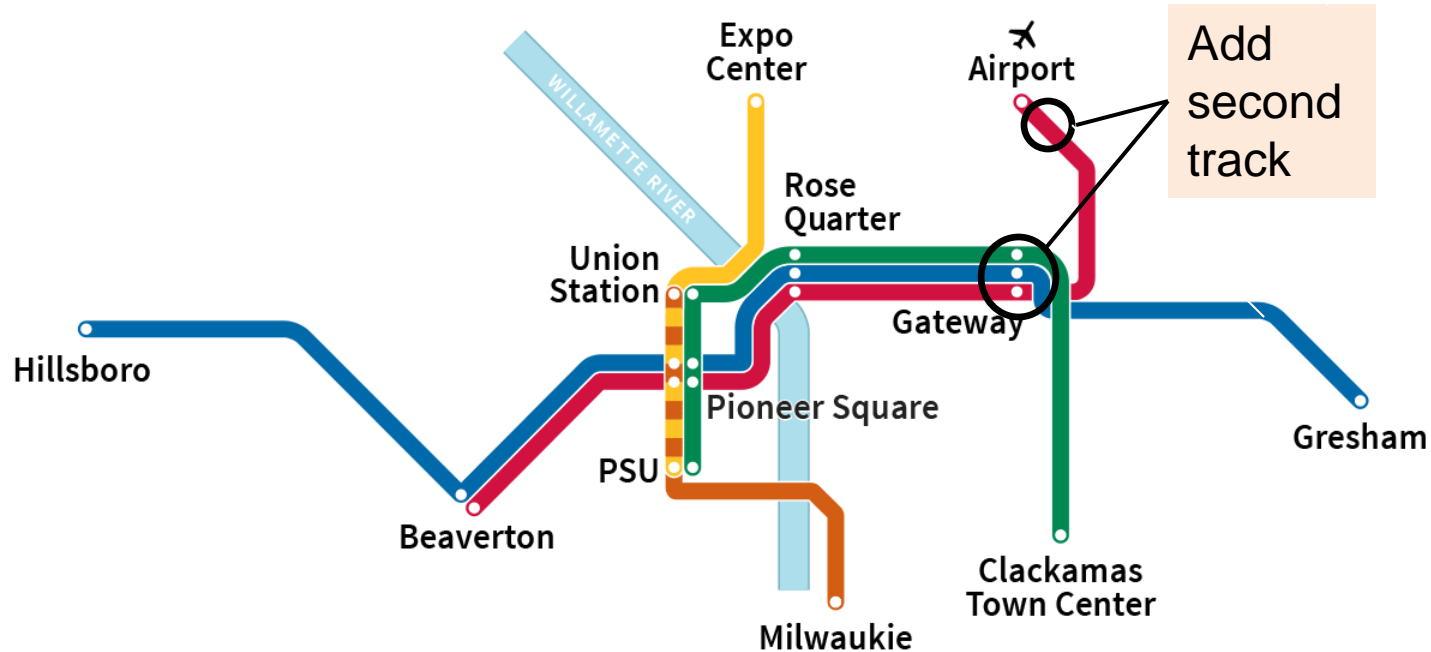 Expo
Center
Airport
Add
second
track
WILLAMETTE RIVER
Rose
Quarter
Union
Station
Gateway
Hillsboro
Pioneer Square
Gresham
PSU
Beaverton
Clackamas
Town Center
Milwaukie